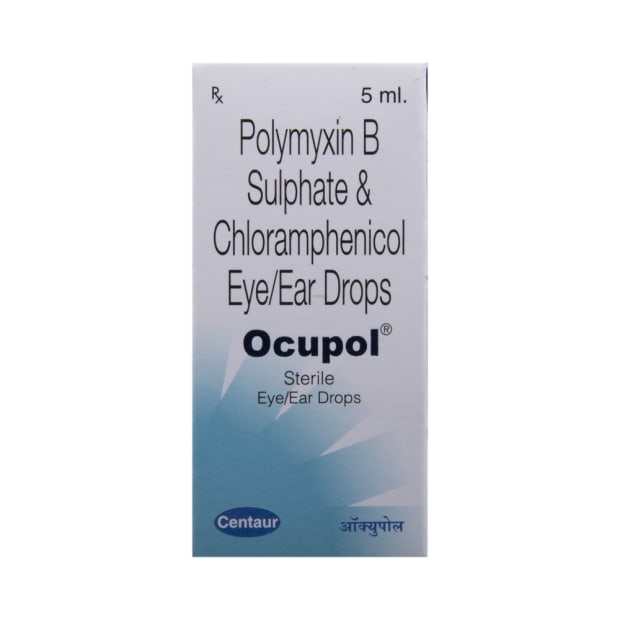 Rx 5 ml.
Polymyxin B
Sulphate &
Chloramphenicol
Eye/Ear Drops
Ocupol®
Sterile
Eye/Ear Drops
Centaur ऑक्युपोल